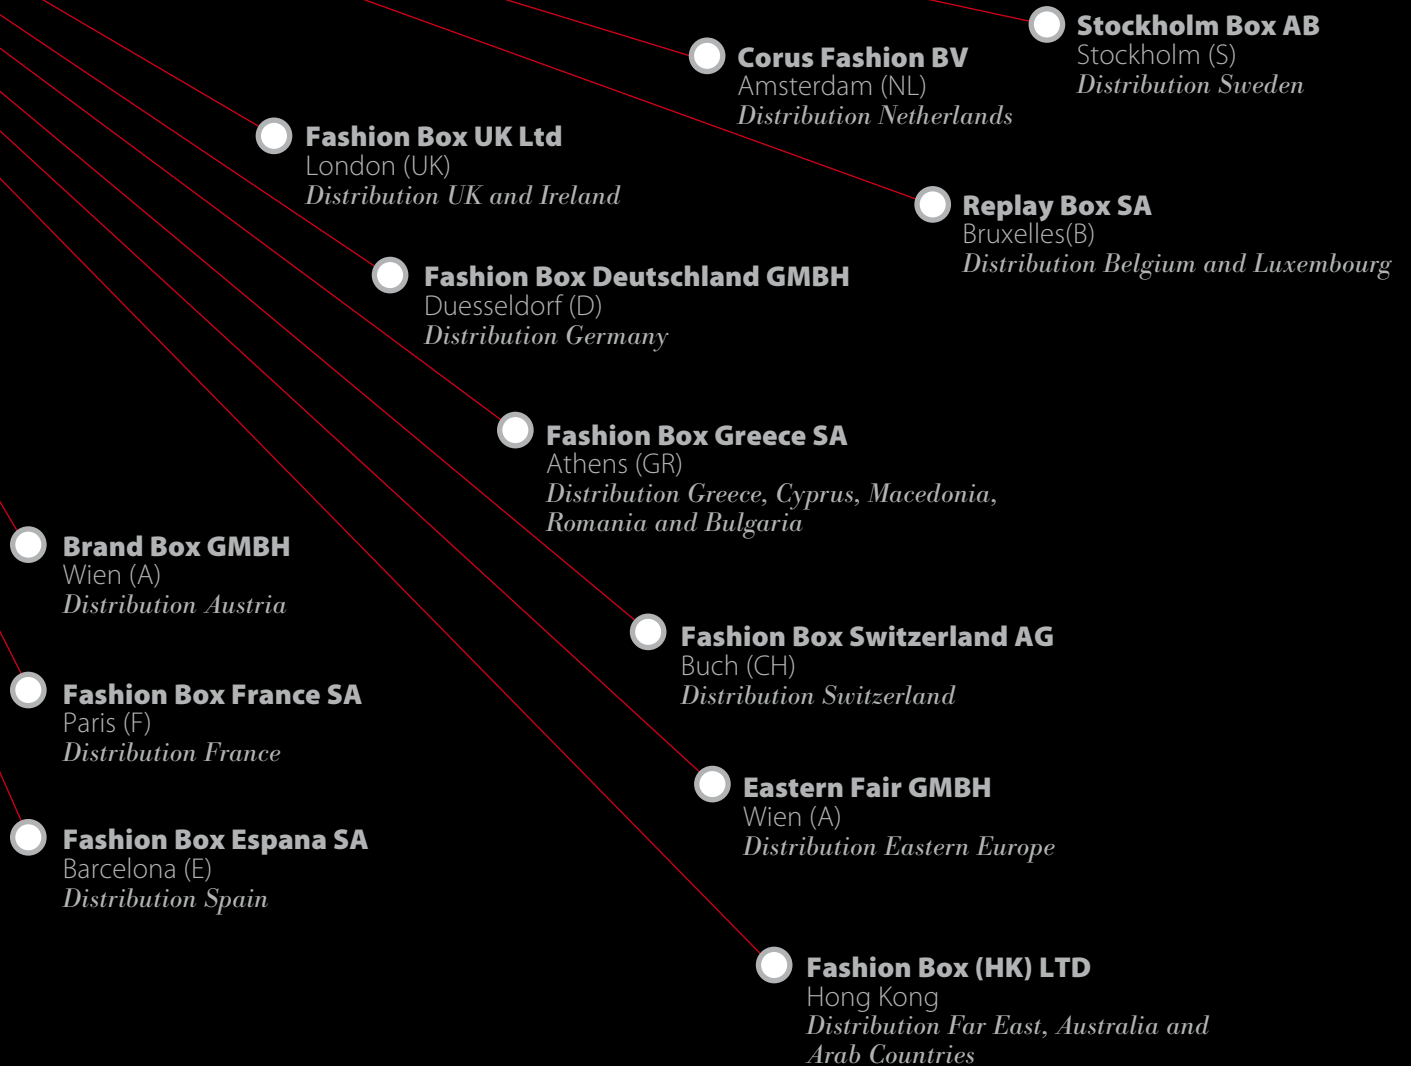 Stockholm Box AB
Stockholm (S)
Distribution Sweden
Corus Fashion BV
Amsterdam (NL)
Distribution Netherlands
Fashion Box UK Ltd
London (UK)
Distribution UK and Ireland
Replay Box SA
Bruxelles(B)
Distribution Belgium and Luxembourg
Fashion Box Deutschland GMBH
Duesseldorf (D)
Distribution Germany
Fashion Box Greece SA
Athens (GR)
Distribution Greece, Cyprus, Macedonia,
Romania and Bulgaria
Brand Box GMBH
Wien (A)
Distribution Austria
Fashion Box Switzerland AG
Buch (CH)
Distribution Switzerland
Fashion Box France SA
Paris (F)
Distribution France
Eastern Fair GMBH
Wien (A)
Distribution Eastern Europe
Fashion Box Espana SA
Barcelona (E)
Distribution Spain
Fashion Box (HK) LTD
Hong Kong
Distribution Far East, Australia and
Arab Countries